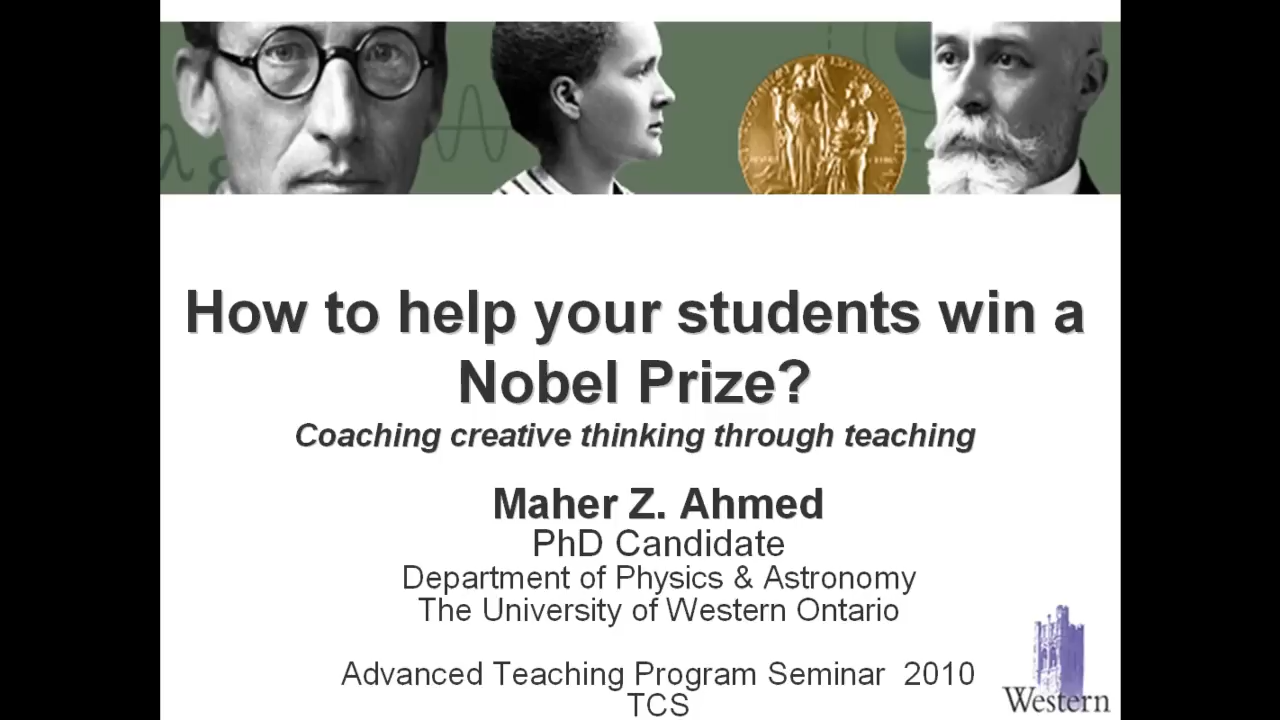 How to help your students win a
Nobel Prize?
Coaching creative thinking through teaching
Maher Z. Ahmed
PhD Candidate
Department of Physics & Astronomy
The University of Western Ontario
Advanced Teaching Program Seminar 2010
TCS
Western